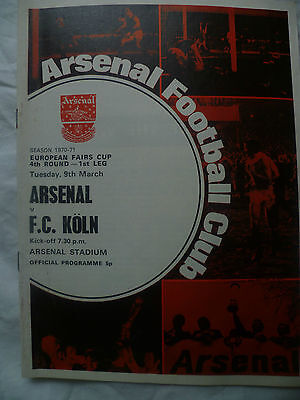 Arsenal Football Club
Arsenal
SEASON 1970-71
EUROPEAN FAIRS CUP
4th ROUND—1st LEG
Tuesday, 9th March
ARSENAL
v
F.C. KÖLN
Kick-off 7.30 p.m.
ARSENAL STADIUM
OFFICIAL PROGRAMME 5p
Arsenal